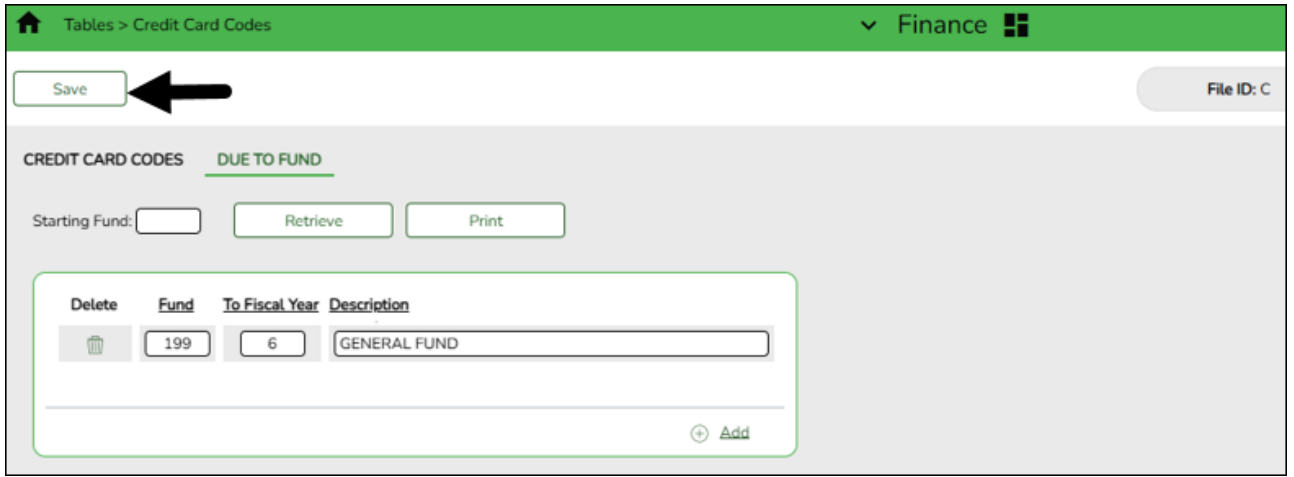 Tables > Credit Card Codes
Finance
Save
File ID: C
CREDIT CARD CODES DUE TO FUND
Starting Fund: Retrieve Print
Delete Fund To Fiscal Year Description
199 6 GENERAL FUND
Add